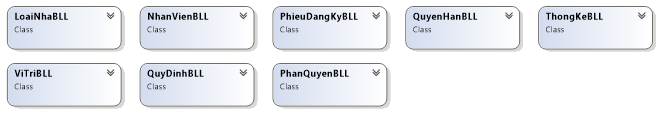 LoaiNhaBLL
Class
NhanVienBLL
Class
PhieuDangKyBLL
Class
QuyenHanBLL
Class
ThongKeBLL
Class
ViTriBLL
Class
QuyDinhBLL
Class
PhanQuyenBLL
Class